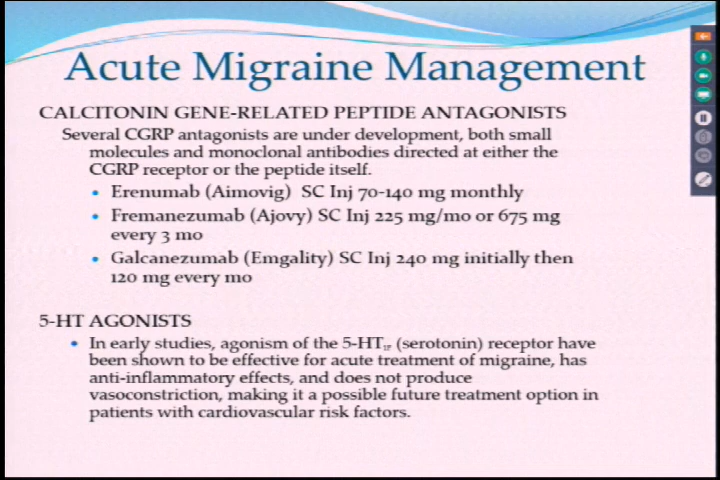 Acute Migraine Management
CALCITONIN GENE-RELATED PEPTIDE ANTAGONISTS
Several CGRP antagonists are under development, both small
molecules and monoclonal antibodies directed at either the
CGRP receptor or the peptide itself.
• Erenumab (Aimovig) SC Inj 70-140 mg monthly
• Fremanezumab (Ajovy) SC Inj 225 mg/mo or 675 mg
every 3 mo
• Galcanezumab (Emgality) SC Inj 240 mg initially then
120 mg every mo
5-HT AGONISTS
• In early studies, agonism of the 5-HT1F (serotonin) receptor have
been shown to be effective for acute treatment of migraine, has
anti-inflammatory effects, and does not produce
vasoconstriction, making it a possible future treatment option in
patients with cardiovascular risk factors.